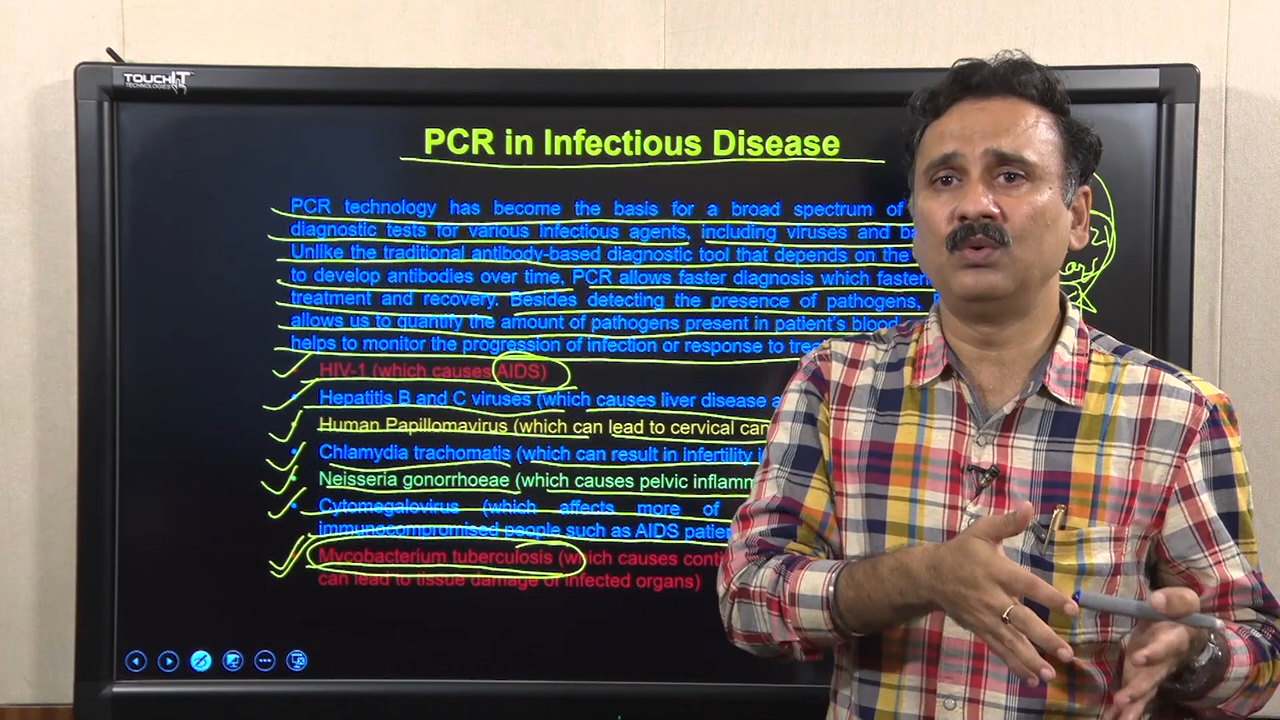 TOUCHIT
TECHNOLOGIES
PCR in Infectious Disease
PCR technology has become the basis for a broad spectrum of
diagnostic tests for various infectious agents, including viruses and
Unlike the traditional antibody-based diagnostic tool that depends on the
to develop antibodies over time, PCR allows faster diagnosis which
treatment and recovery. Besides detecting the presence of pathogens,
allows us to quantify the amount of pathogens present in patient's blood
helps to monitor the progression of infection or response to
HIV-1 (which causes AIDS)
Hepatitis B and C viruses (which causes liver disease
Human Papillomavirus (which can lead to cervical
Chlamydia trachomatis (which can result in infertility
Neisseria gonorrhoeae (which causes pelvic
Cytomegalovirus (which affects more of
immunocompromised people such as AIDS
Mycobacterium tuberculosis (which causes
can lead to tissue damage of infected organs)